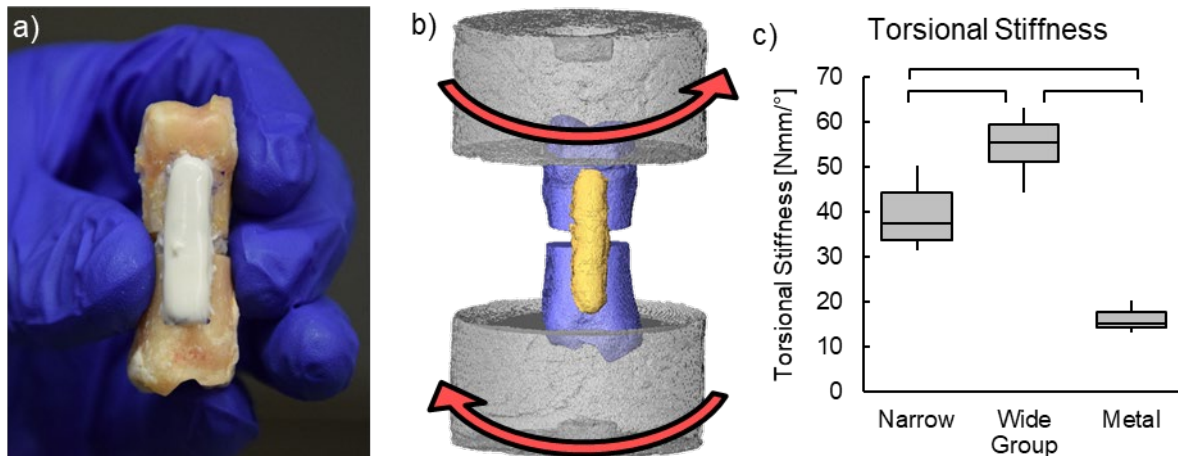 a)
b)
c)
Torsional Stiffness
Torsional Stiffness [Nmm/°]
70
60
50
40
30
20
10
0
Narrow
Wide
Metal
Group